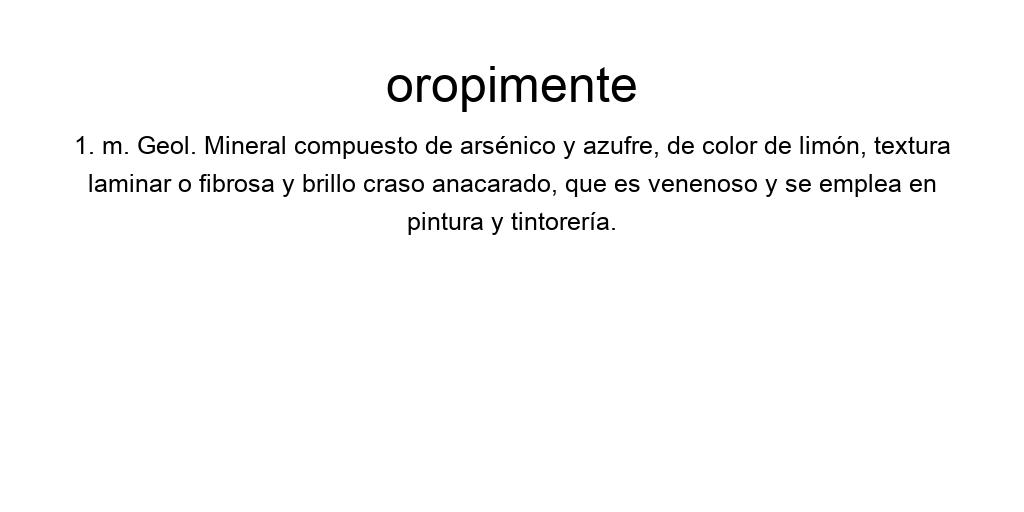 oropimente
1. m. Geol. Mineral compuesto de arsénico y azufre, de color de limón, textura
laminar o fibrosa y brillo craso anacarado, que es venenoso y se emplea en
pintura y tintorería.